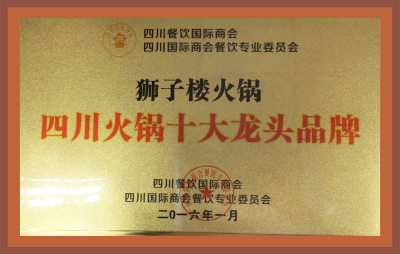 四川餐饮国际商会
四川国际商会餐饮专业委员会
狮子楼火锅
四川火锅十大龙头品牌
四川餐饮国际商会
四川国际商会餐饮专业委员会
二0一六年一月